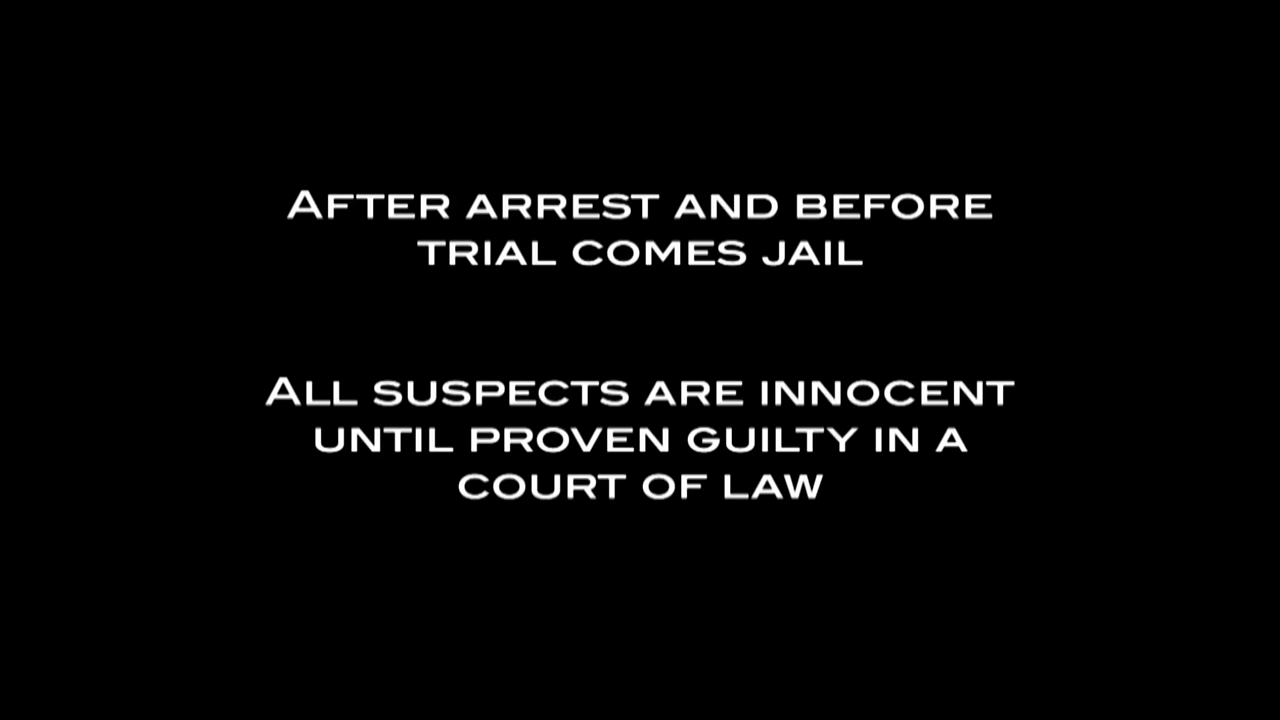 After arrest and before
trial comes jail
All suspects are innocent
until proven guilty in a
court of law